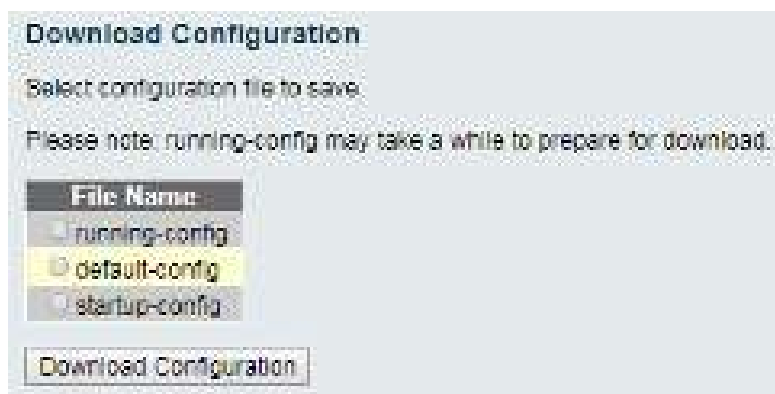 Download Configuration
Select configuration file to save.
Please note: running-config may take a while to prepare for download.
File Name
running-config
default-config
startup-config
Download Configuration